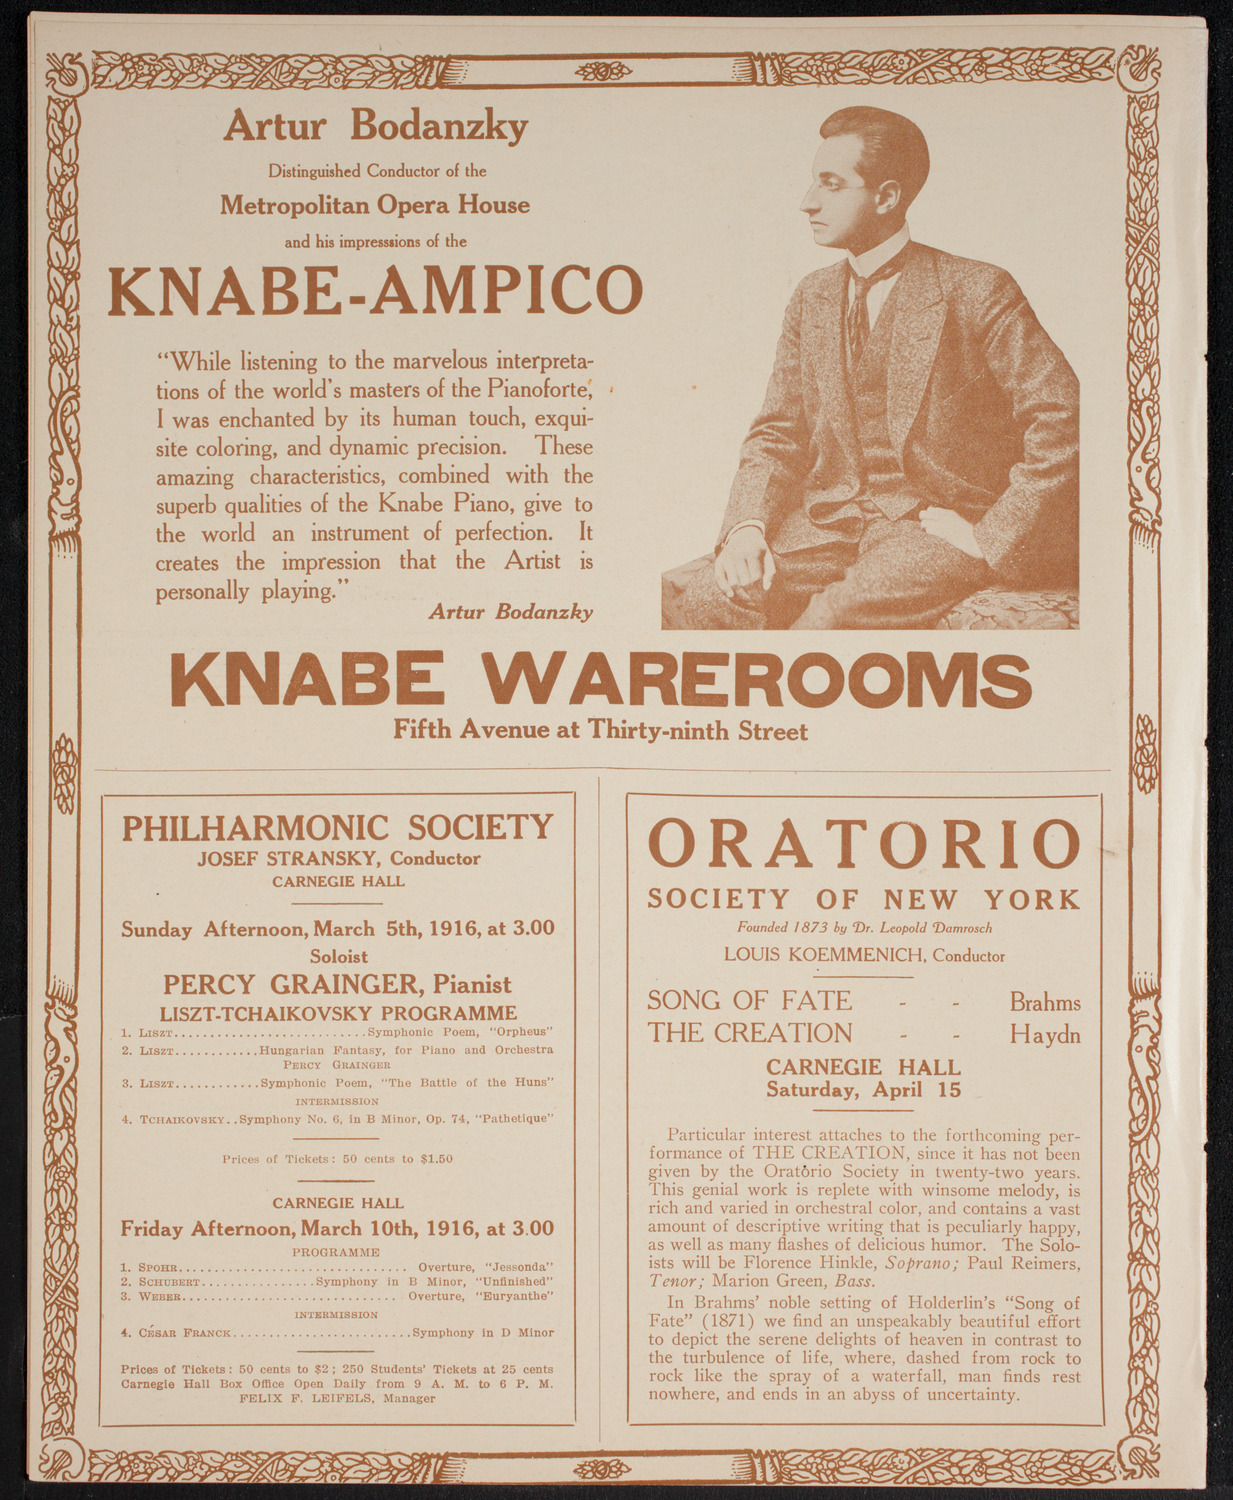 Artur Bodanzky
Distinguished Conductor of the
Metropolitan Opera House
and his impresssions of the
KNABE-AMPICO
“While listening to the marvelous interpreta-
tions of the world's masters of the Pianoforte,
I was enchanted by its human touch, exqui-
site coloring, and dynamic precision. These
amazing characteristics, combined with the
superb qualities of the Knabe Piano, give to
the world an instrument of perfection. It
creates the impression that the Artist is
personally playing.”
Artur Bodanzky
KNABE WAREROOMS
Fifth Avenue at Thirty-ninth Street
PHILHARMONIC SOCIETY
JOSEF STRANSKY, Conductor
CARNEGIE HALL
Sunday Afternoon, March 5th, 1916, at 3.00
Soloist
PERCY GRAINGER, Pianist
LISZT-TCHAIKOVSKY PROGRAMME
1. LISZT...........................Symphonic Poem, "Orpheus"
2. LISZT............Hungarian Fantasy, for Piano and Orchestra
PERCY GRAINGER
3. LISZT............Symphonic Poem, "The Battle of the Huns"
INTERMISSION
4. TCHAIKOVSKY..Symphony No. 6, in B Minor, Op. 74, "Pathetique"
Prices of Tickets: 50 cents to $1.50
CARNEGIE HALL
Friday Afternoon, March 10th, 1916, at 3.00
PROGRAMME
1. SPOHR................................ Overture, "Jessonda"
2. SCHUBERT................Symphony in B Minor, "Unfinished"
3. WEBER.............................. Overture, "Euryanthe"
INTERMISSION
4. CÉSAR FRANCK.........................Symphony in D Minor
Prices of Tickets: 50 cents to $2; 250 Students' Tickets at 25 cents
Carnegie Hall Box Office Open Daily from 9 A. M. to 6 P. M.
FELIX F. LEIFELS, Manager
ORATORIO
SOCIETY OF NEW YORK
Founded 1873 by Dr. Leopold Damrosch
LOUIS KOEMMENICH, Conductor
SONG OF FATE - - Brahms
THE CREATION - - Haydn
CARNEGIE HALL
Saturday, April 15
Particular interest attaches to the forthcoming per-
formance of THE CREATION, since it has not been
given by the Oratorio Society in twenty-two years.
This genial work is replete with winsome melody, is
rich and varied in orchestral color, and contains a vast
amount of descriptive writing that is peculiarly happy,
as well as many flashes of delicious humor. The Solo-
ists will be Florence Hinkle, Soprano; Paul Reimers,
Tenor; Marion Green, Bass.
In Brahms' noble setting of Holderlin's "Song of
Fate" (1871) we find an unspeakably beautiful effort
to depict the serene delights of heaven in contrast to
the turbulence of life, where, dashed from rock to
rock like the spray of a waterfall, man finds rest
nowhere, and ends in an abyss of uncertainty.